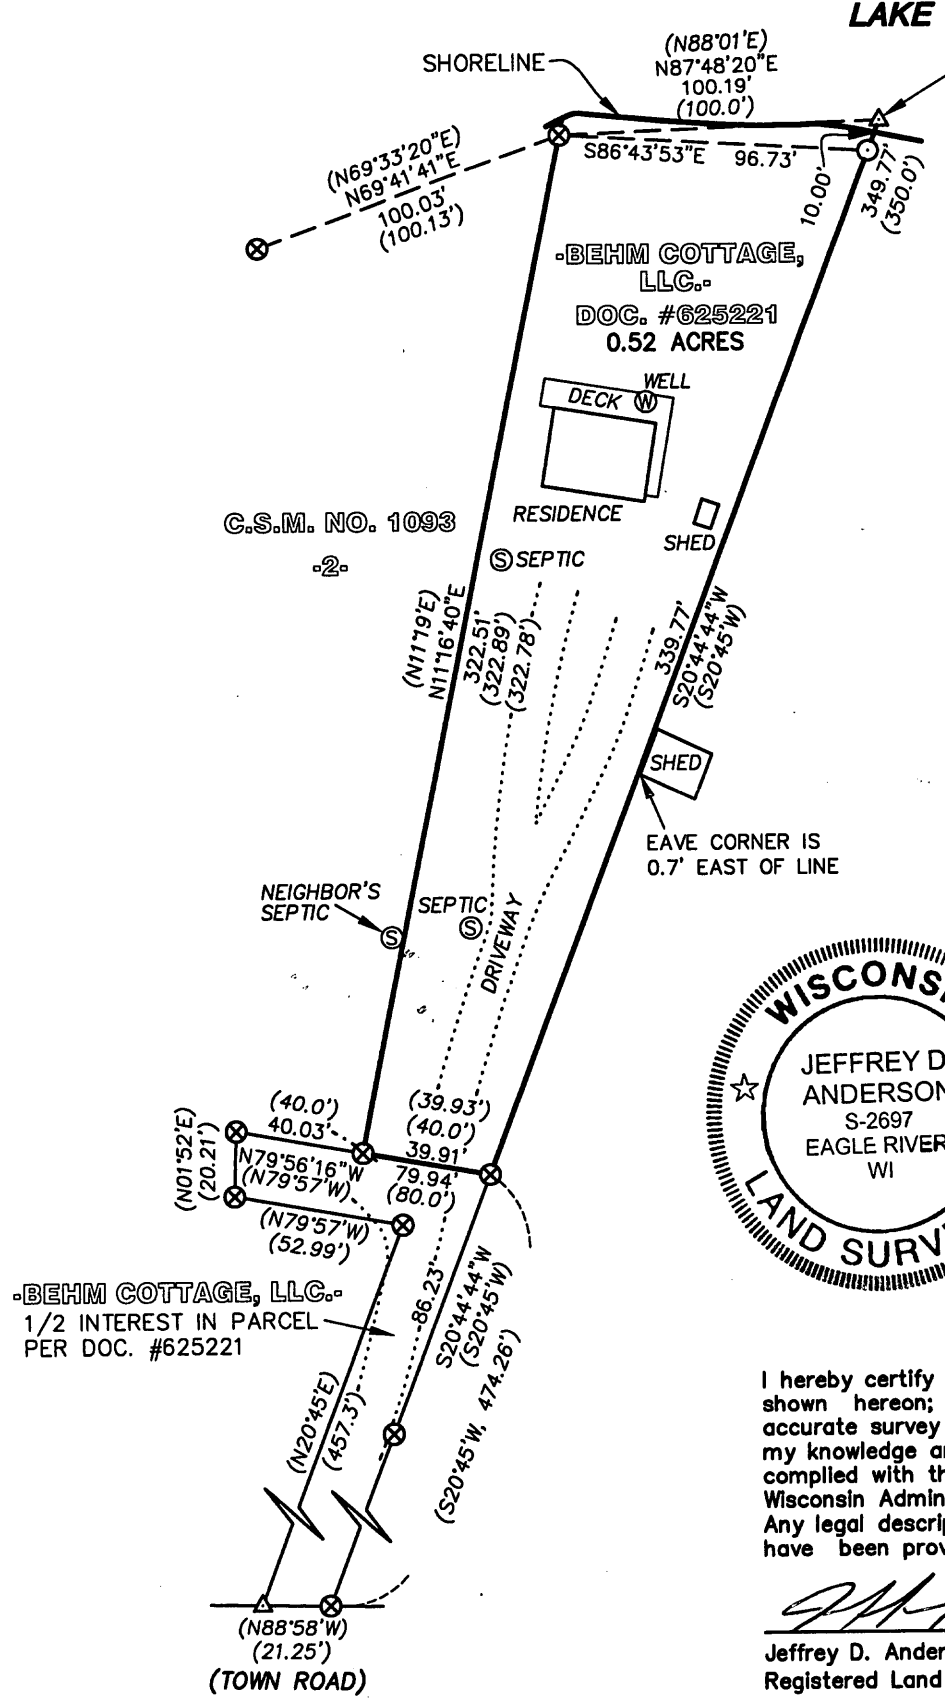 LAKE
(N88°01'E)
N87°48'20"E
100.19'
(100.0')
SHORELINE
S86°43'53"E 96.73'
10.00'
349.77'
(350.0')
(N69°33'20"E)
N69°41'41"E
100.03'
(100.13')
-BEHM COTTAGE,
LLC.-
DOC. #625221
0.52 ACRES
WELL
DECK W
RESIDENCE
SHED
C.S.M. NO. 1093
-2-
S SEPTIC
(N11°19'E)
N11°16'40"E
322.51'
(322.89')
(322.78')
339.77'
S20°44'44"W
(S20°45'W)
SHED
EAVE CORNER IS
0.7' EAST OF LINE
NEIGHBOR'S
SEPTIC
S
SEPTIC
S
DRIVEWAY
WISCONS
JEFFREY D
ANDERSON
S-2697
EAGLE RIVER
WI
LAND SURV
(40.0')
40.03'
(39.93')
(40.0')
39.91'
79.94'
(80.0')
N79°56'16"W
(N79°57'W)
(N01°52'E)
(20.21')
(N79°57'W)
(52.99')
-BEHM COTTAGE, LLC.-
1/2 INTEREST IN PARCEL
PER DOC. #625221
86.23'
S20°44'44"W
(S20°45'W)
(S20°45'W, 474.26')
(N20°45'E)
(457.3')
I hereby certify
shown hereon;
accurate survey
my knowledge a
complied with th
Wisconsin Admin
Any legal descri
have been prov
Jeffrey D. Ander
Registered Land
(N88°58'W)
(21.25')
(TOWN ROAD)